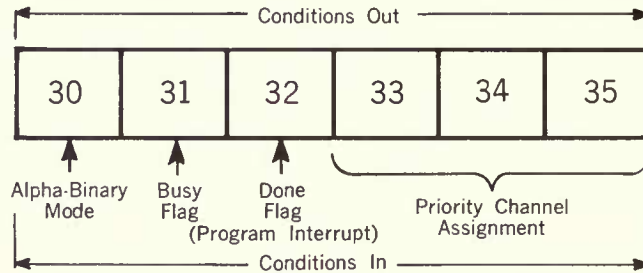 Conditions Out
30 31 32 33 34 35
Alpha-Binary
Mode
Busy
Flag
Done
Flag
(Program Interrupt)
Priority Channel
Assignment
Conditions In